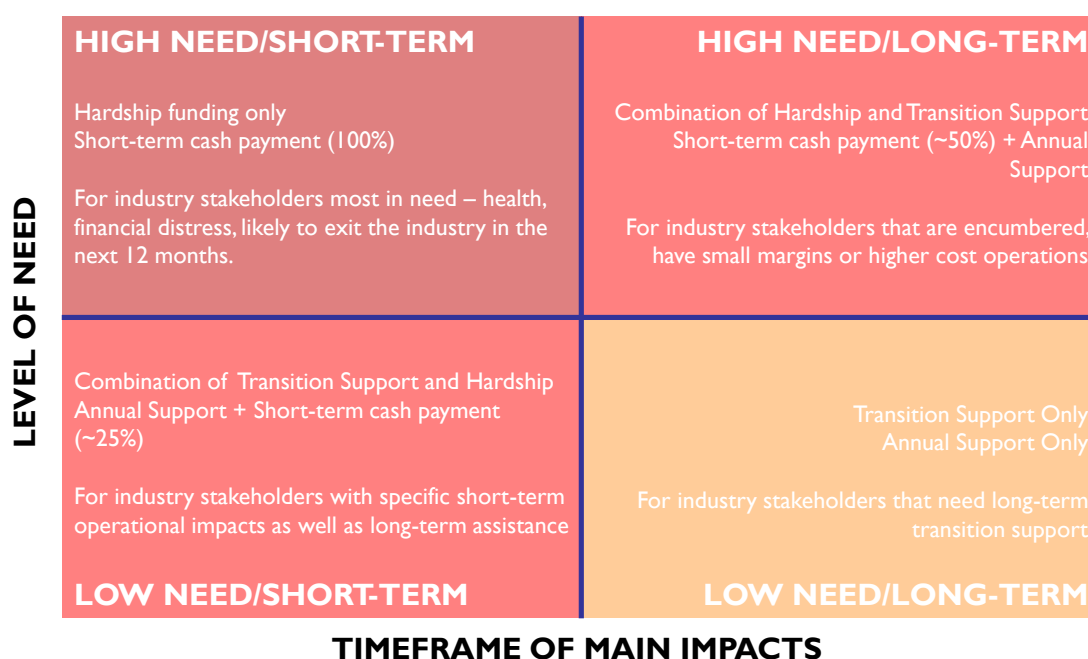 LEVEL OF NEED
HIGH NEED/SHORT-TERM
Hardship funding only
Short-term cash payment (100%)
For industry stakeholders most in need – health,
financial distress, likely to exit the industry in the
next 12 months.
HIGH NEED/LONG-TERM
Combination of Hardship and Transition Support
Short-term cash payment (~50%) + Annual
Support
For industry stakeholders that are encumbered,
have small margins or higher cost operations
Combination of Transition Support and Hardship
Annual Support + Short-term cash payment
(~25%)
For industry stakeholders with specific short-term
operational impacts as well as long-term assistance
LOW NEED/SHORT-TERM
Transition Support Only
Annual Support Only
For industry stakeholders that need long-term
transition support
LOW NEED/LONG-TERM
TIMEFRAME OF MAIN IMPACTS